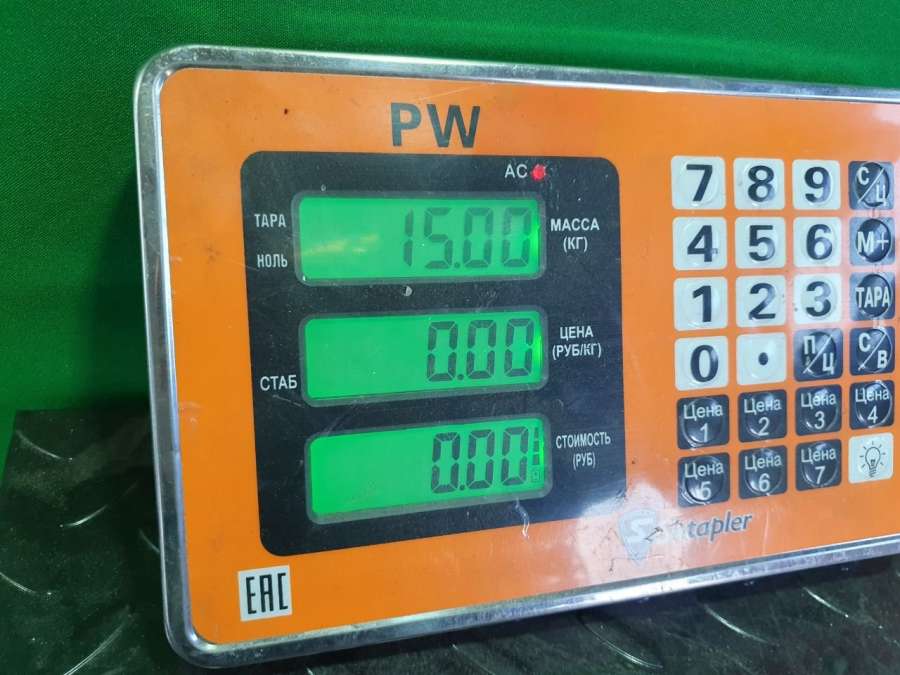 PW
AC
ТАРА
НОЛЬ
15.00
МАССА
(КГ)
0.00
ЦЕНА
(РУБ/КГ)
СТАБ
0.00
СТОИМОСТЬ
(РУБ)
7 8 9 С/Ц
4 5 6 М+
1 2 3 ТАРА
0 . П/Ц С/В
Цена 1 Цена 2 Цена 3 Цена 4
Цена 5 Цена 6 Цена 7
Shtapler
EAC